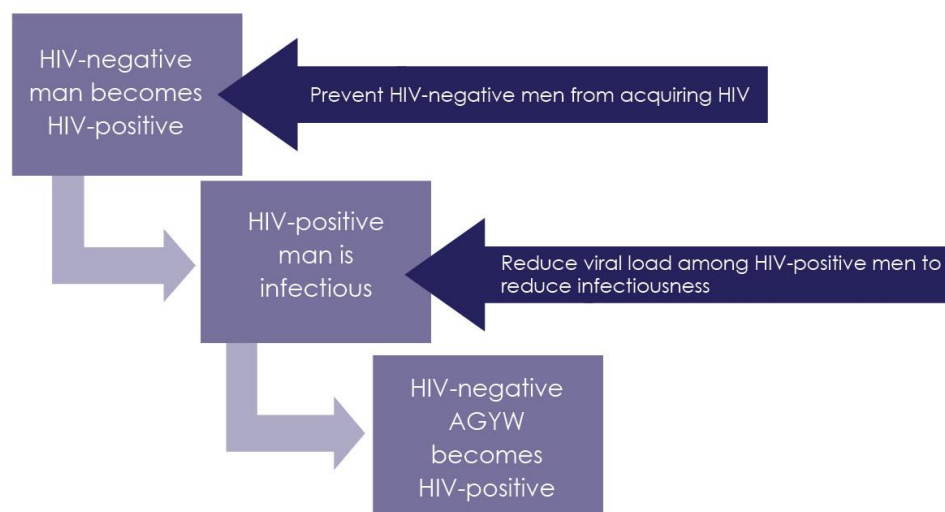 HIV-negative
man becomes
HIV-positive
Prevent HIV-negative men from acquiring HIV
HIV-positive
man is
infectious
Reduce viral load among HIV-positive men to
reduce infectiousness
HIV-negative
AGYW
becomes
HIV-positive